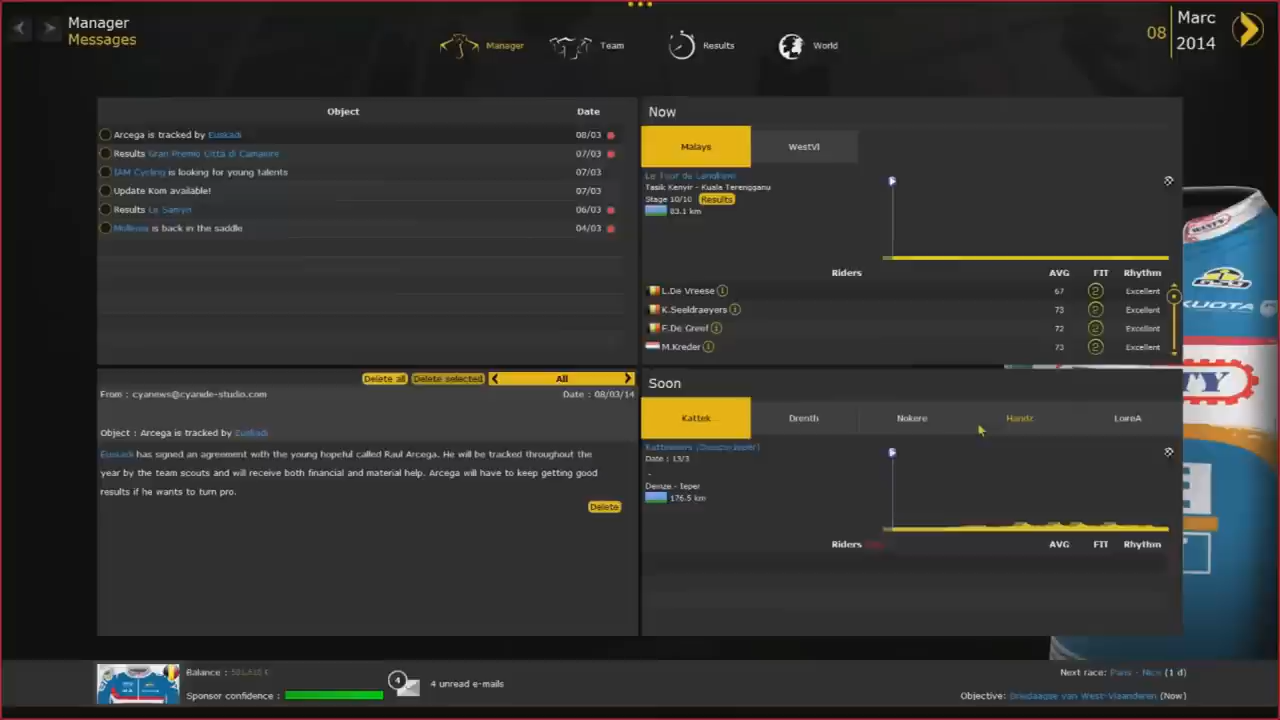 Manager
Messages
Manager
Team
Results
World
08
Marc
2014
Object
Date
Arcega is tracked by Euskadi
08/03
Results Gran Premio Citta di Camaiore
07/03
IAM Cycling is looking for young talents
07/03
Update Kom available!
07/03
Results Le Samyn
06/03
Mollema is back in the saddle
04/03
Now
Malays
WestVl
Le Tour de Langkawi
Tasik Kenyir - Kuala Terengganu
Stage 10/10 Results
83.1 km
Riders
AVG
FIT
Rhythm
L.De Vreese
67
2
Excellent
K.Seeldraeyers
73
2
Excellent
F.De Greef
72
2
Excellent
M.Kreder
73
2
Excellent
Delete all
Delete selected
All
From : cyanews@cyanide-studio.com
Date : 08/03/14
Object : Arcega is tracked by Euskadi
Euskadi has signed an agreement with the young hopeful called Raul Arcega. He will be tracked throughout the
year by the team scouts and will receive both financial and material help. Arcega will have to keep getting good
results if he wants to turn pro.
Delete
Soon
Kattek
Drenth
Nokere
Handz
LoireA
Date : 13/3
-
Deinze - Ieper
176.5 km
Riders
AVG
FIT
Rhythm
KUOTA
Balance :
Sponsor confidence :
4
4 unread e-mails
Next race: Paris - Nice (1 d)
Objective: Driedaagse van West-Vlaanderen (Now)